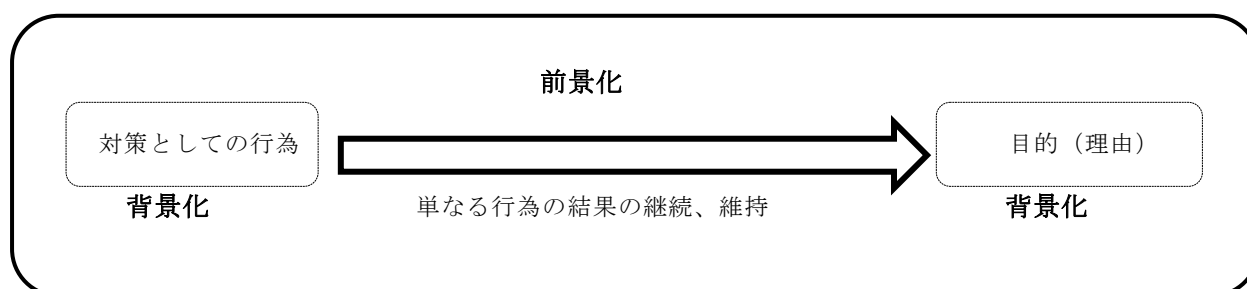 前景化
対策としての行為
目的（理由）
背景化
単なる行為の結果の継続、維持
背景化